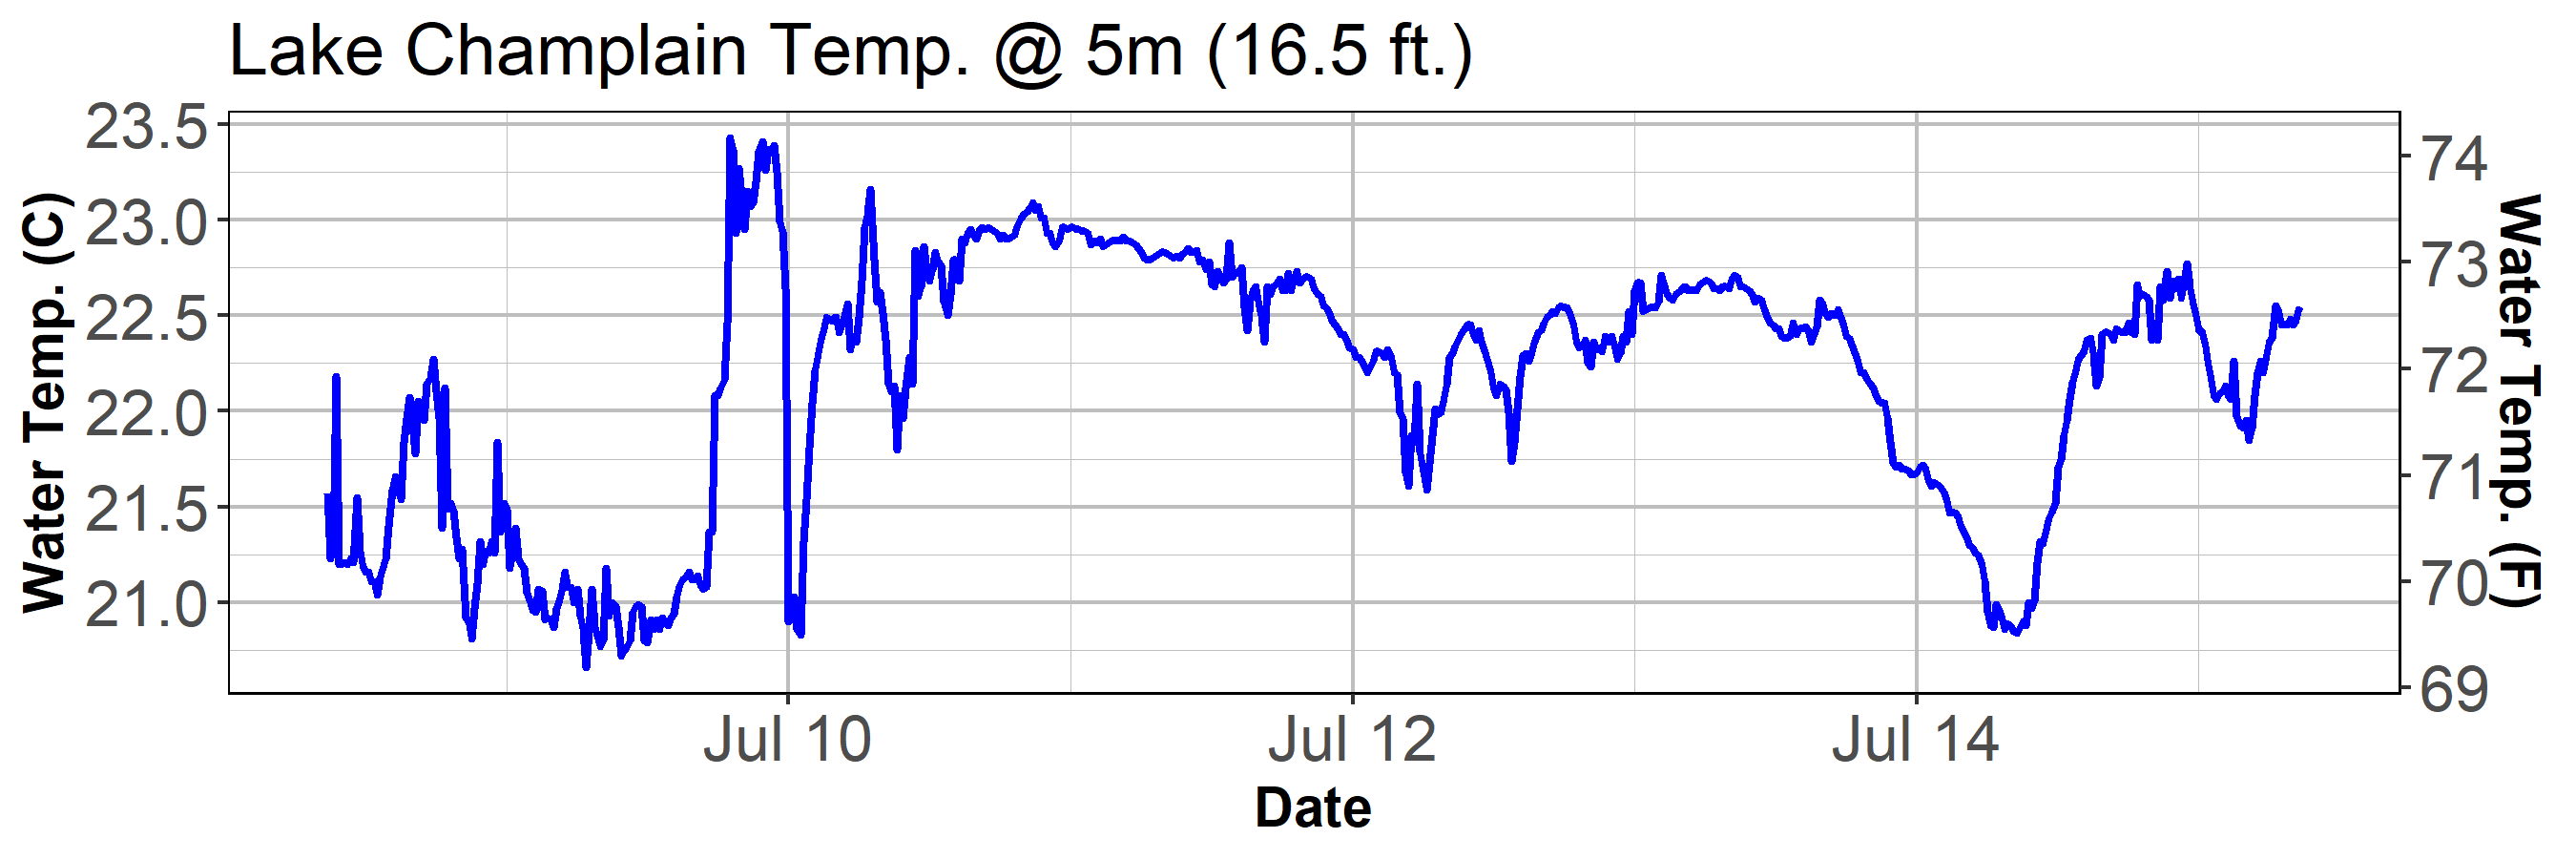 Lake Champlain Temp. @ 5m (16.5 ft.)
Water Temp. (C)
23.5
23.0
22.5
22.0
21.5
21.0
74
73
72
71
70
69
Water Temp. (F)
Jul 10
Jul 12
Jul 14
Date